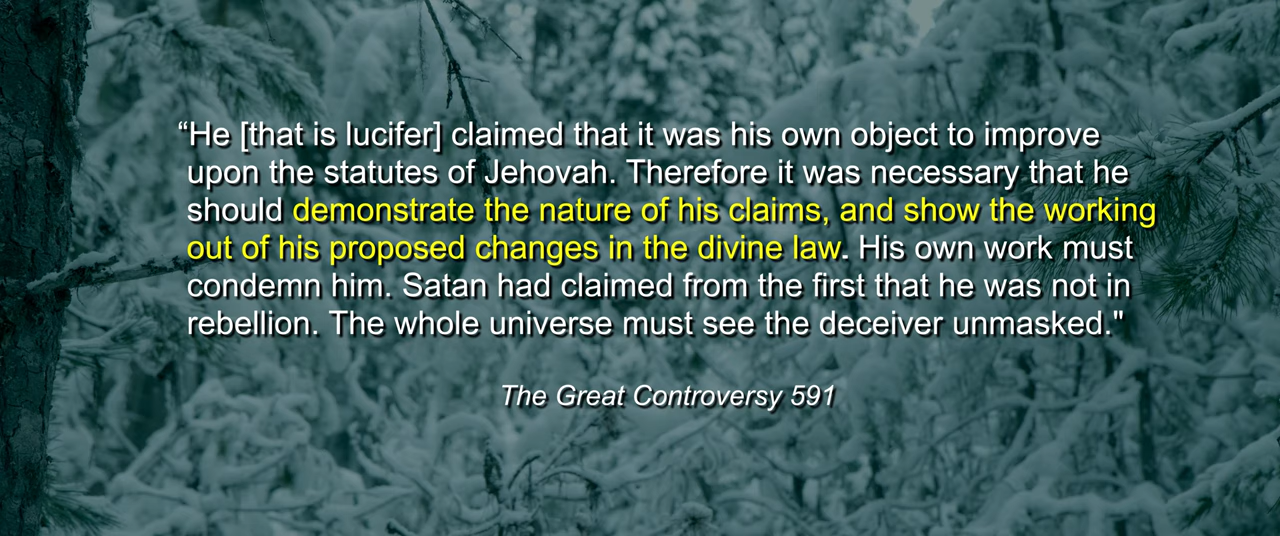 “He [that is lucifer] claimed that it was his own object to improve
upon the statutes of Jehovah. Therefore it was necessary that he
should demonstrate the nature of his claims, and show the working
out of his proposed changes in the divine law. His own work must
condemn him. Satan had claimed from the first that he was not in
rebellion. The whole universe must see the deceiver unmasked."
The Great Controversy 591